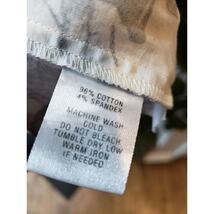 96% COTTON
4% SPANDEX
MACHINE WASH
COLD
DO NOT BLEACH
TUMBLE DRY LOW
WARM IRON
IF NEEDED